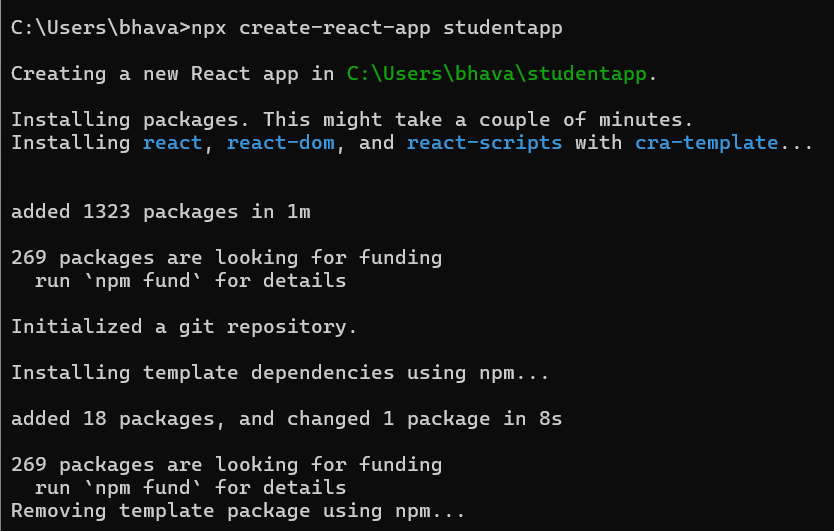 C:\Users\bhava>npx create-react-app studentapp
Creating a new React app in C:\Users\bhava\studentapp.
Installing packages. This might take a couple of minutes.
Installing react, react-dom, and react-scripts with cra-template...
added 1323 packages in 1m
269 packages are looking for funding
  run `npm fund` for details
Initialized a git repository.
Installing template dependencies using npm...
added 18 packages, and changed 1 package in 8s
269 packages are looking for funding
  run `npm fund` for details
Removing template package using npm...